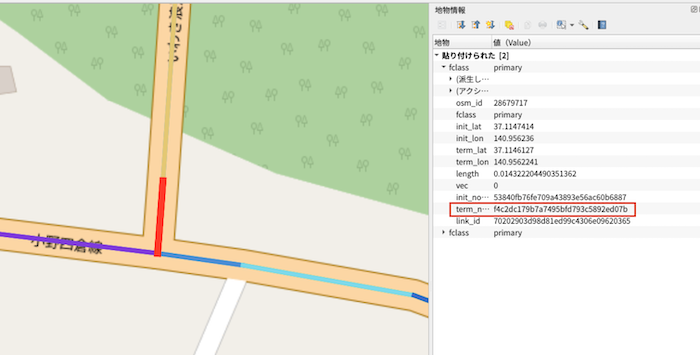 小野四倉線
地物情報
地物 値（Value）
貼り付けられた [2]
fclass primary
(派生し…
(アクシ…
osm_id 28679717
fclass primary
init_lat 37.1147414
init_lon 140.956236
term_lat 37.1146127
term_lon 140.9562241
length 0.014322204490351362
vec 0
init_no… 53840fb76fe709a43893e56ac60b6887
term_n… f4c2dc179b7a7495bfd793c5892ed07b
link_id 70202903d98d81ed99c4306e09620365
fclass primary